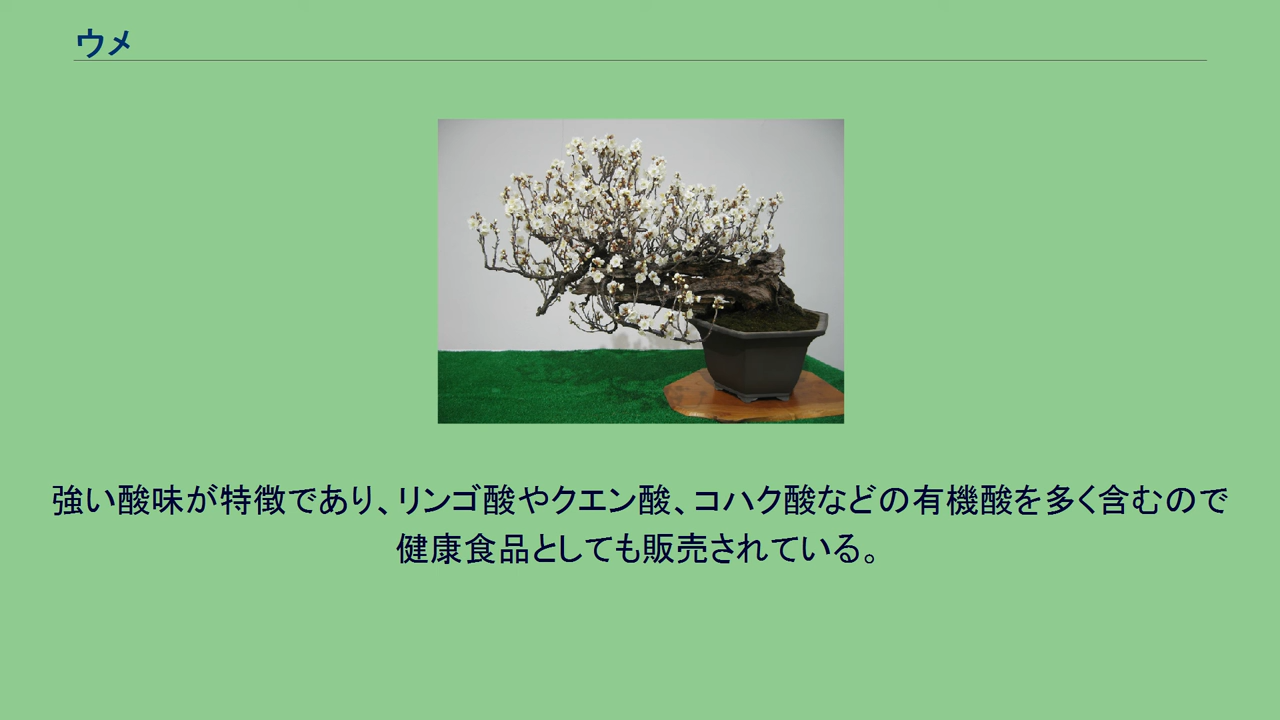 ウメ
強い酸味が特徴であり、リンゴ酸やクエン酸、コハク酸などの有機酸を多く含むので
健康食品としても販売されている。